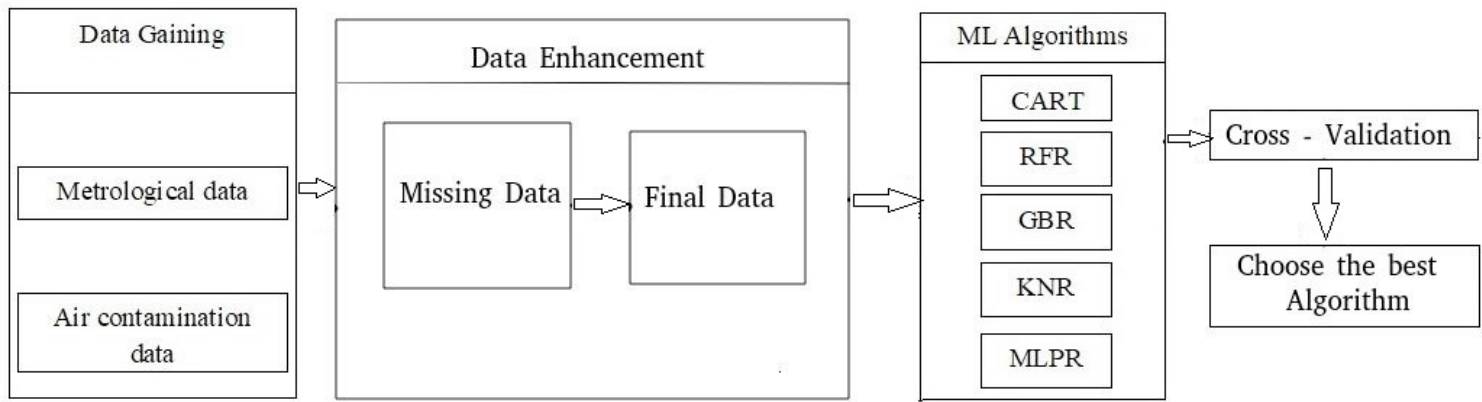 Data Gaining
Metrological data
Air contamination
data
Data Enhancement
Missing Data
Final Data
ML Algorithms
CART
RFR
GBR
KNR
MLPR
Cross - Validation
Choose the best
Algorithm